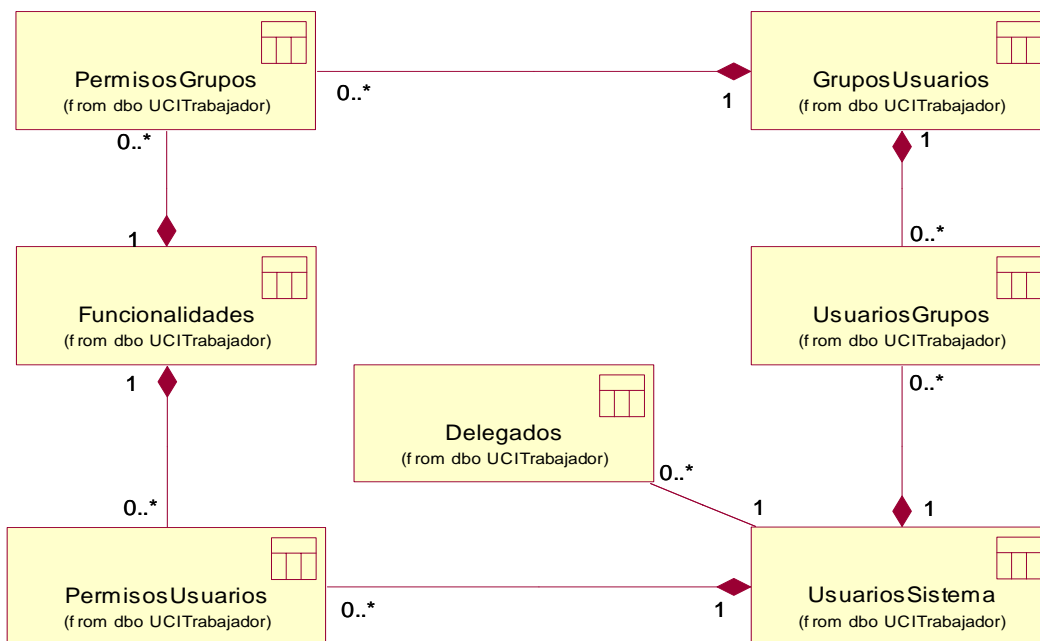 PermisosGrupos
(from dbo UCITrabajador)
GruposUsuarios
(from dbo UCITrabajador)
0..*
1
0..*
1
1
0..*
Funcionalidades
(from dbo UCITrabajador)
UsuariosGrupos
(from dbo UCITrabajador)
1
0..*
Delegados
(from dbo UCITrabajador)
0..*
1
0..*
1
PermisosUsuarios
(from dbo UCITrabajador)
UsuariosSistema
(from dbo UCITrabajador)
0..*
1